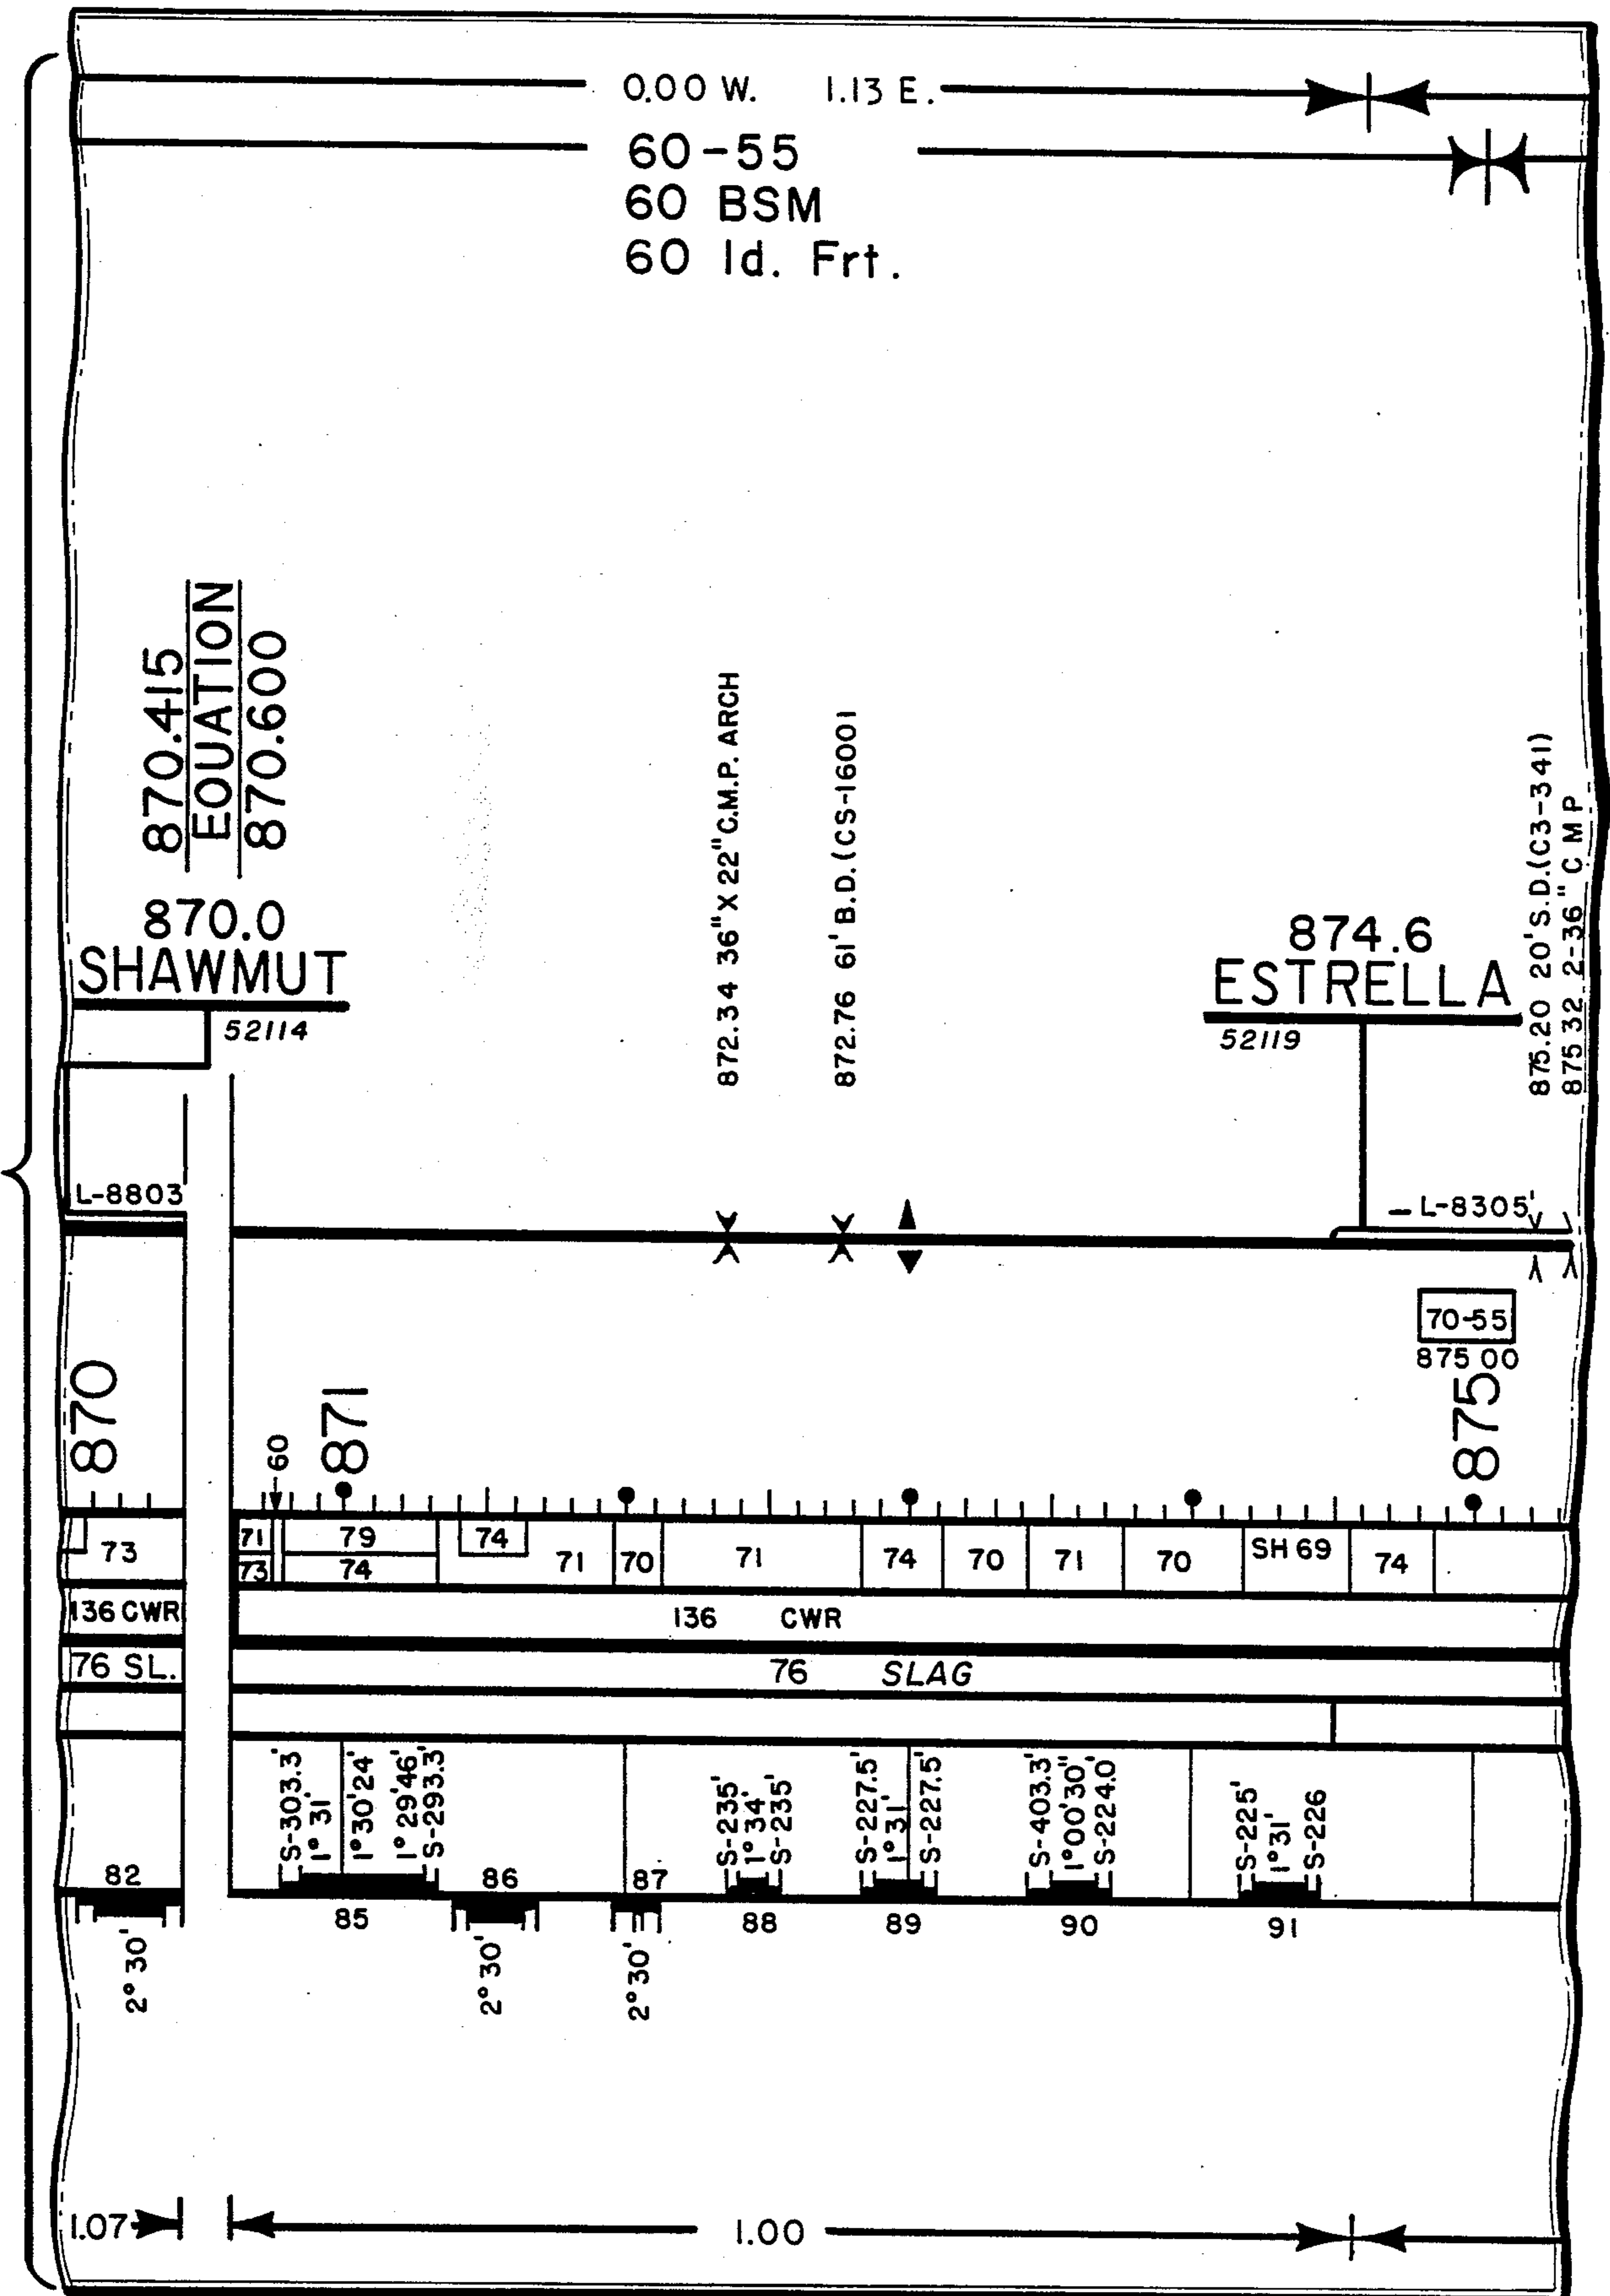 0.00 W. 1.13 E.
60-55
60 BSM
60 ld. Frt.
870.415
EQUATION
870.600
870.0
SHAWMUT
52114
872.34 36" X 22" C.M.P. ARCH
872.76 61' B.D. (CS-1600)
874.6
ESTRELLA
52119
875.20 20' S.D. (C3-341)
875 32 2-36" C M P
L-8803
L-8305'
70-55
875 00
870
60
871
875
73
71
73
79
74
74
71
70
71
74
70
71
70
SH 69
74
136 CWR
136 CWR
76 SL.
76 SLAG
S-303.3'
1° 31'
1° 30' 24'
1° 29' 46'
S-293.3'
S-235'
1° 34'
S-235'
S-227.5'
1° 31'
S-227.5'
S-403.3'
1° 00' 30"
S-224.0'
S-225'
1° 31'
S-226
82
85
86
87
88
89
90
91
2° 30'
2° 30'
2° 30'
1.07
1.00